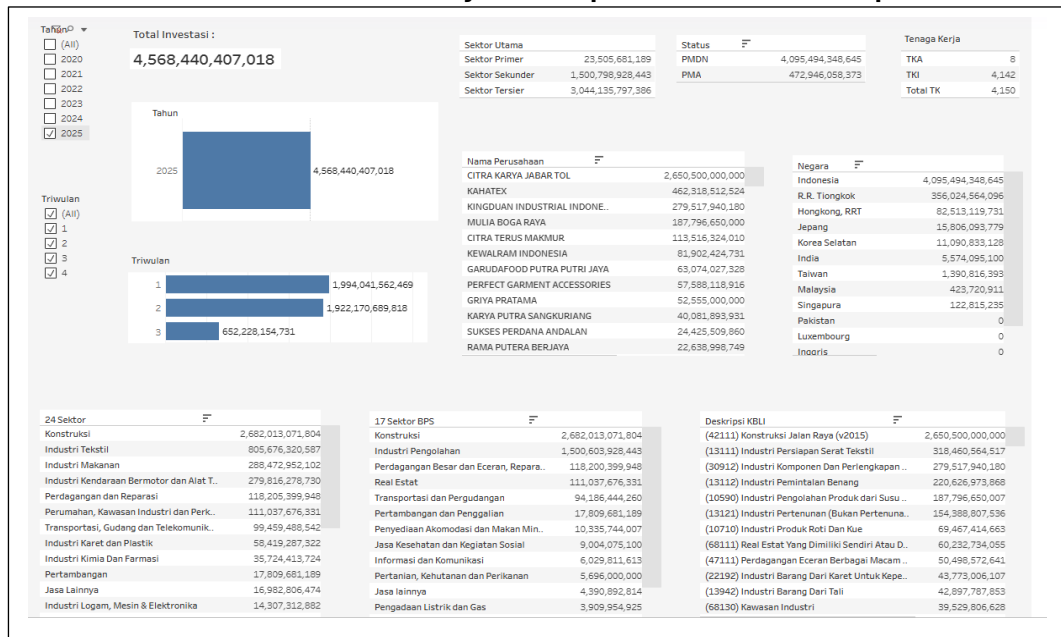 Tahun
(All)
2020
2021
2022
2023
2024
2025
Triwulan
(All)
1
2
3
4
Total Investasi :
4,568,440,407,018
Tahun
2025 4,568,440,407,018
Triwulan
1 1,994,041,562,469
2 1,922,170,689,818
3 652,228,154,731
Sektor Utama
Sektor Primer 23,505,681,189
Sektor Sekunder 1,500,798,928,443
Sektor Tersier 3,044,135,797,386
Status
PMDN 4,095,494,348,645
PMA 472,946,058,373
Tenaga Kerja
TKA 8
TKI 4,142
Total TK 4,150
Nama Perusahaan
CITRA KARYA JABAR TOL 2,650,500,000,000
KAHATEX 462,318,512,524
KINGDUAN INDUSTRIAL INDONE.. 279,517,940,180
MULIA BOGA RAYA 187,796,650,000
CITRA TERUS MAKMUR 113,516,324,010
KEWALRAM INDONESIA 81,902,424,731
GARUDAFOOD PUTRA PUTRI JAYA 63,074,027,328
PERFECT GARMENT ACCESSORIES 57,588,118,916
GRIYA PRATAMA 52,555,000,000
KARYA PUTRA SANGKURIANG 40,081,893,931
SUKSES PERDANA ANDALAN 24,425,509,860
RAMA PUTERA BERJAYA 22,638,998,749
Negara
Indonesia 4,095,494,348,645
R.R. Tiongkok 356,024,564,096
Hongkong, RRT 82,513,119,731
Jepang 15,806,093,779
Korea Selatan 11,090,833,128
India 5,574,095,100
Taiwan 1,390,816,393
Malaysia 423,720,911
Singapura 122,815,235
Pakistan 0
Luxembourg 0
Inggris 0
24 Sektor
Konstruksi 2,682,013,071,804
Industri Tekstil 805,676,320,587
Industri Makanan 288,472,952,102
Industri Kendaraan Bermotor dan Alat T.. 279,816,278,730
Perdagangan dan Reparasi 118,205,399,948
Perumahan, Kawasan Industri dan Perk.. 111,037,676,331
Transportasi, Gudang dan Telekomunik.. 99,459,488,542
Industri Karet dan Plastik 58,419,287,322
Industri Kimia Dan Farmasi 35,724,413,724
Pertambangan 17,809,681,189
Jasa Lainnya 16,982,806,474
Industri Logam, Mesin & Elektronika 14,307,312,882
17 Sektor BPS
Konstruksi 2,682,013,071,804
Industri Pengolahan 1,500,603,928,443
Perdagangan Besar dan Eceran, Repara.. 118,200,399,948
Real Estat 111,037,676,331
Transportasi dan Pergudangan 94,186,444,260
Pertambangan dan Penggalian 17,809,681,189
Penyediaan Akomodasi dan Makan Min.. 10,335,744,007
Jasa Kesehatan dan Kegiatan Sosial 9,004,075,100
Informasi dan Komunikasi 6,029,811,613
Pertanian, Kehutanan dan Perikanan 5,696,000,000
Jasa lainnya 4,390,892,814
Pengadaan Listrik dan Gas 3,909,954,925
Deskripsi KBLI
(42111) Konstruksi Jalan Raya (v2015) 2,650,500,000,000
(13111) Industri Persiapan Serat Tekstil 318,460,564,517
(30912) Industri Komponen Dan Perlengkapan .. 279,517,940,180
(13112) Industri Pemintalan Benang 220,626,973,868
(10590) Industri Pengolahan Produk dari Susu .. 187,796,650,007
(13121) Industri Pertenunan (Bukan Pertenuna.. 154,388,807,536
(10710) Industri Produk Roti Dan Kue 69,467,414,663
(68111) Real Estat Yang Dimiliki Sendiri Atau D.. 60,232,734,055
(47111) Perdagangan Eceran Berbagai Macam .. 50,498,572,641
(22192) Industri Barang Dari Karet Untuk Kepe.. 43,773,006,107
(13942) Industri Barang Dari Tali 42,897,787,853
(68130) Kawasan Industri 39,529,806,628